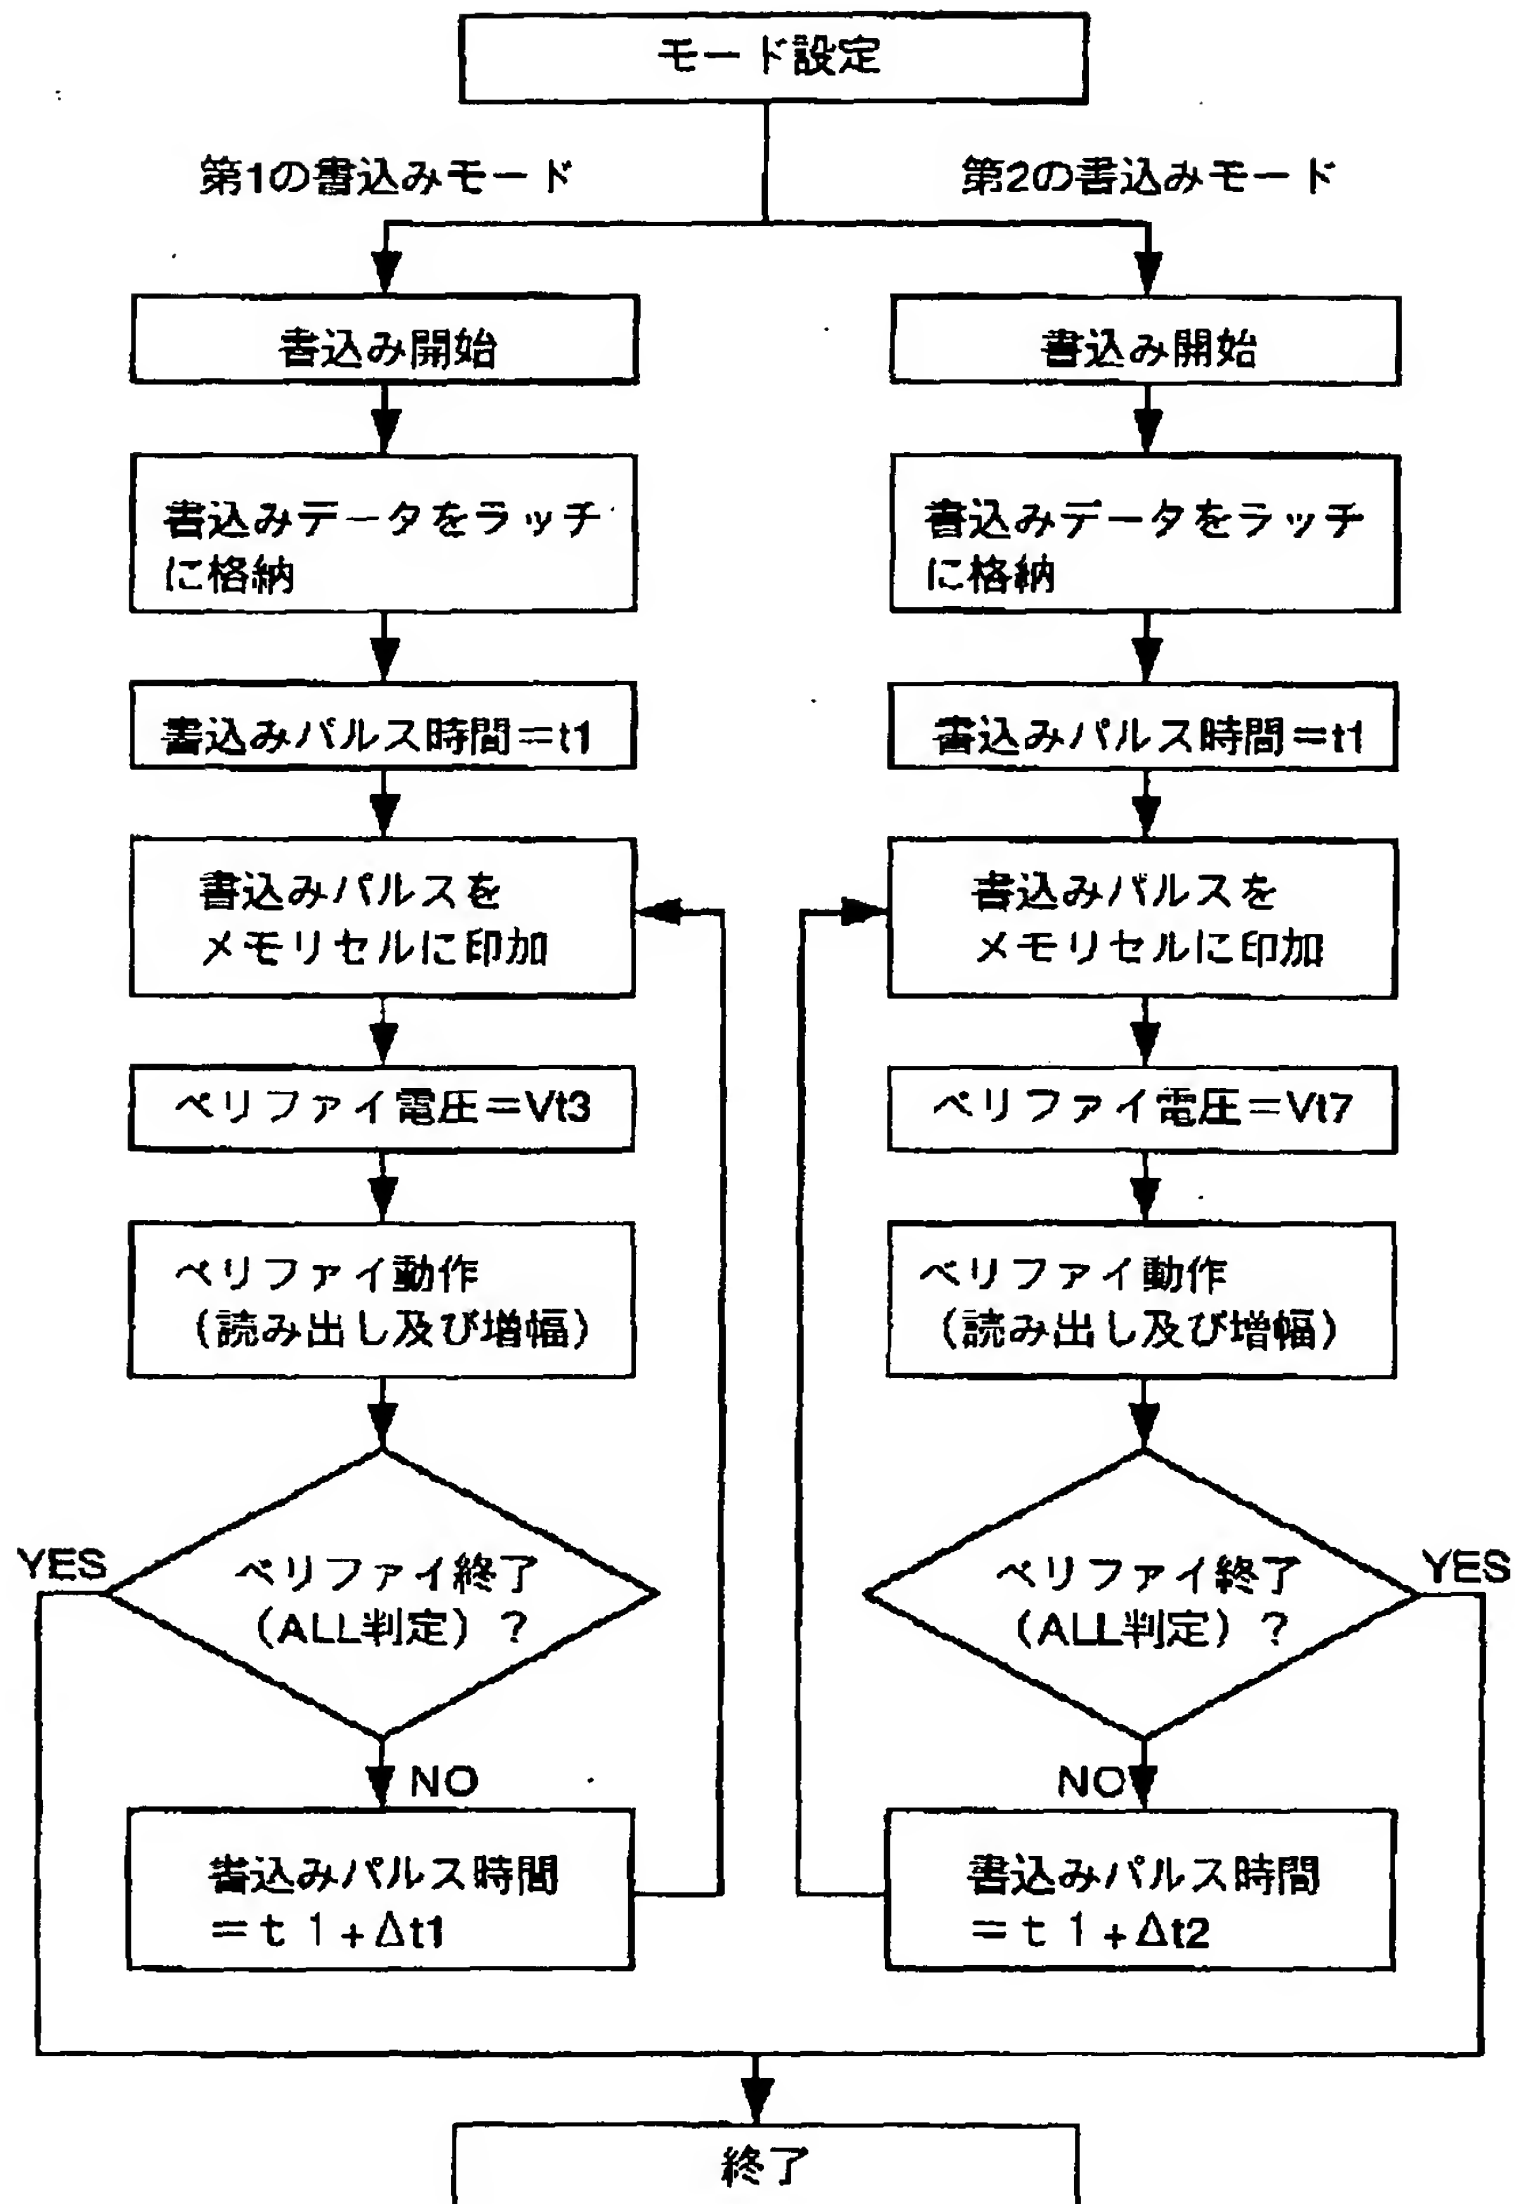 モード設定
第1の書込みモード
第2の書込みモード
書込み開始
書込みデータをラッチ
に格納
書込みパルス時間=t1
書込みパルスを
メモリセルに印加
ベリファイ電圧=Vt3
ベリファイ動作
(読み出し及び増幅)
YES
ベリファイ終了
(ALL判定)?
NO
書込みパルス時間
=t1+Δt1
書込み開始
書込みデータをラッチ
に格納
書込みパルス時間=t1
書込みパルスを
メモリセルに印加
ベリファイ電圧=Vt7
ベリファイ動作
(読み出し及び増幅)
ベリファイ終了
(ALL判定)?
YES
NO
書込みパルス時間
=t1+Δt2
終了